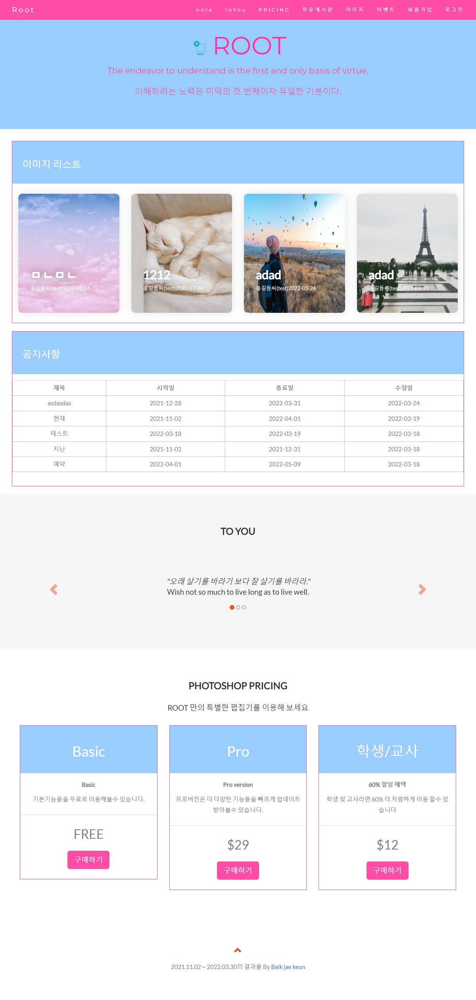 Root
note toYou PRICING 자유게시판 이미지 이벤트 회원가입 로그인
R
ROOT
ROOT
The endeavor to understand is the first and only basis of virtue.
이해하려는 노력은 미덕의 첫 번째이자 유일한 기본이다.
이미지 리스트
ㅁㄴㅁㄴ
홍길동씨(test)2022-03-26
1212
홍길동씨(test)2022-03-24
adad
홍길동씨(test)2022-03-24
adad
홍길동씨(test)2022-03-24
공지사항
제목 시작일 종료일 수정일
asdasdas 2021-12-28 2022-03-31 2022-03-24
현재 2021-11-02 2022-04-01 2022-03-19
테스트 2022-03-18 2022-03-19 2022-03-18
지난 2021-11-02 2021-12-31 2022-03-18
예약 2022-04-01 2022-05-09 2022-03-18
TO YOU
"오래 살기를 바라기 보다 잘 살기를 바라라."
Wish not so much to live long as to live well.
PHOTOSHOP PRICING
ROOT 만의 특별한 폅집기를 이용해 보세요
Basic
Basic
기본기능들을 무료로 이용해볼수 있습니다.
FREE
구매하기
Pro
Pro version
프로버전은 더 다양한 기능들을 빠르게 업데이트
받아볼수 있습니다.
$29
구매하기
학생/교사
60% 할일 혜택
학생 및 교사라면 60% 더 저렴하게 이용 할수 있
습니다
$12
구매하기
2021.11.02 ~ 2022.03.30의 결과물 By Baik jae keun